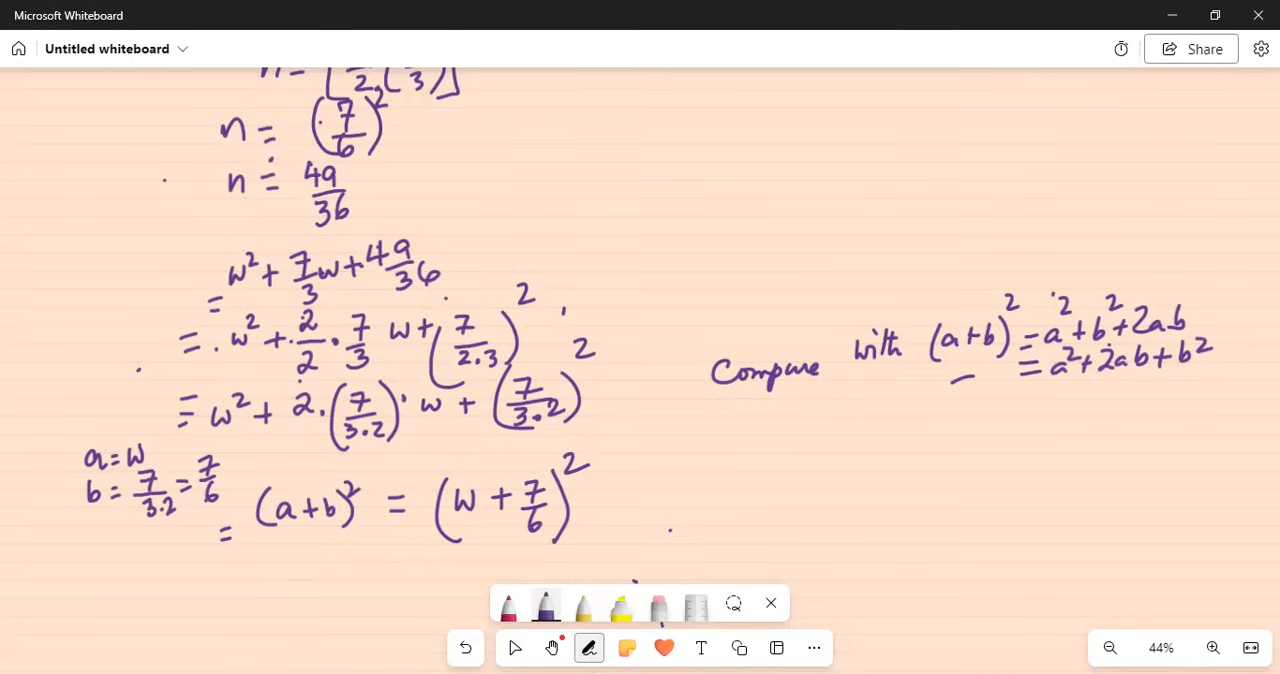 Microsoft Whiteboard
Untitled whiteboard
Share
n = (7/6)²
n = 49/36
= w² + 7/3 w + 49/36
= w² + 2/2 · 7/3 w + (7/2.3)²
= w² + 2 · (7/3·2) · w + (7/3·2)²
a = w
b = 7/3·2 = 7/6
= (a+b)² = (w + 7/6)²
Compare with (a+b)² = a² + b² + 2ab
= a² + 2ab + b²
44%